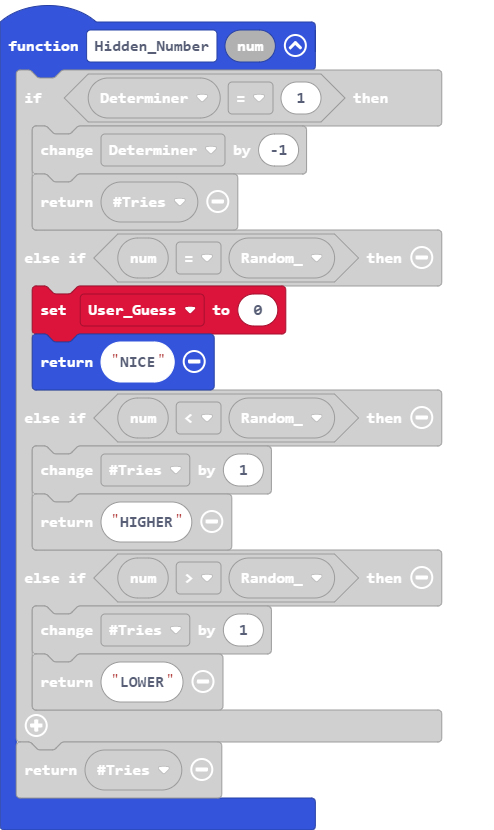 function Hidden_Number num
if Determiner = 1 then
change Determiner by -1
return #Tries
else if num = Random_ then
set User_Guess to 0
return "NICE"
else if num < Random_ then
change #Tries by 1
return "HIGHER"
else if num > Random_ then
change #Tries by 1
return "LOWER"
return #Tries